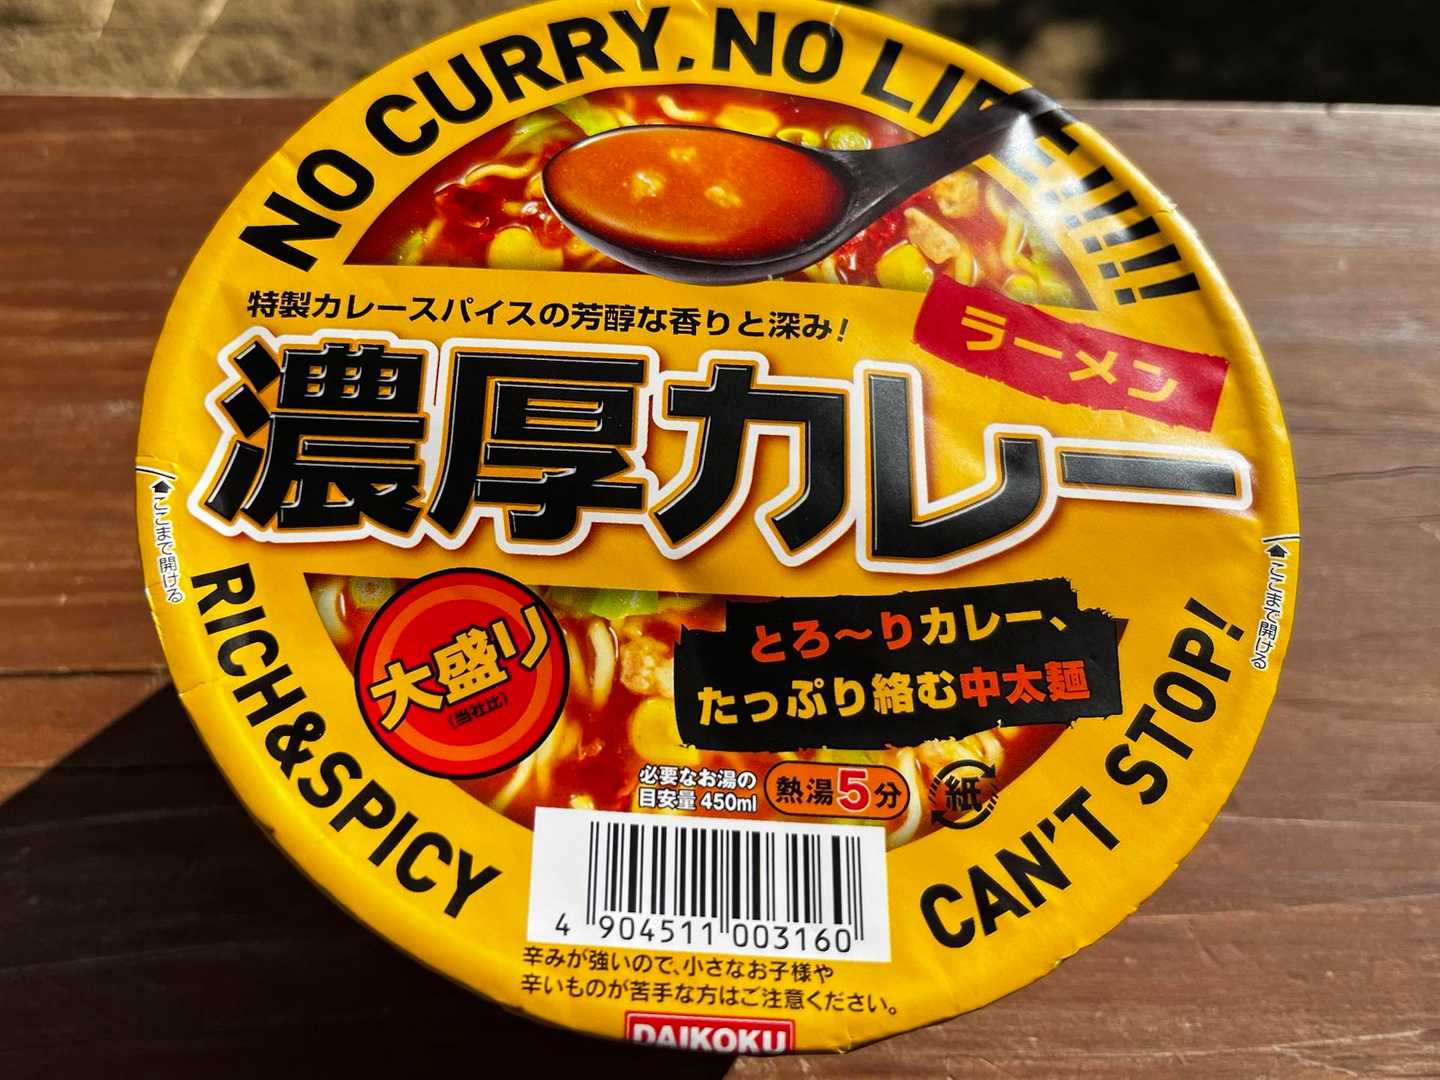 NO CURRY, NO LIFE!!!!!
特製カレースパイスの芳醇な香りと深み!
ラーメン
濃厚カレー
ここまで開ける
ここまで開ける
RICH&SPICY
CAN'T STOP!
大盛り
(当社比)
とろ〜りカレー、
たっぷり絡む中太麺
必要なお湯の
目安量 450ml
熱湯5分
紙
4 904511 003160
辛みが強いので、小さなお子様や
辛いものが苦手な方はご注意ください。
DAIKOKU